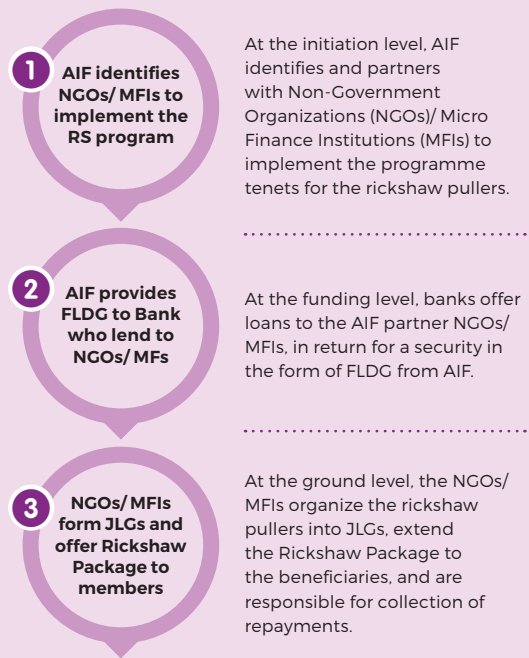 1
AIF identifies
NGOs/ MFIs to
implement the
RS program
At the initiation level, AIF
identifies and partners
with Non-Government
Organizations (NGOs)/ Micro
Finance Institutions (MFIs) to
implement the programme
tenets for the rickshaw pullers.
2
AIF provides
FLDG to Bank
who lend to
NGOs/ MFs
At the funding level, banks offer
loans to the AIF partner NGOs/
MFIs, in return for a security in
the form of FLDG from AIF.
3
NGOs/ MFIs
form JLGs and
offer Rickshaw
Package to
members
At the ground level, the NGOs/
MFIs organize the rickshaw
pullers into JLGs, extend
the Rickshaw Package to
the beneficiaries, and are
responsible for collection of
repayments.